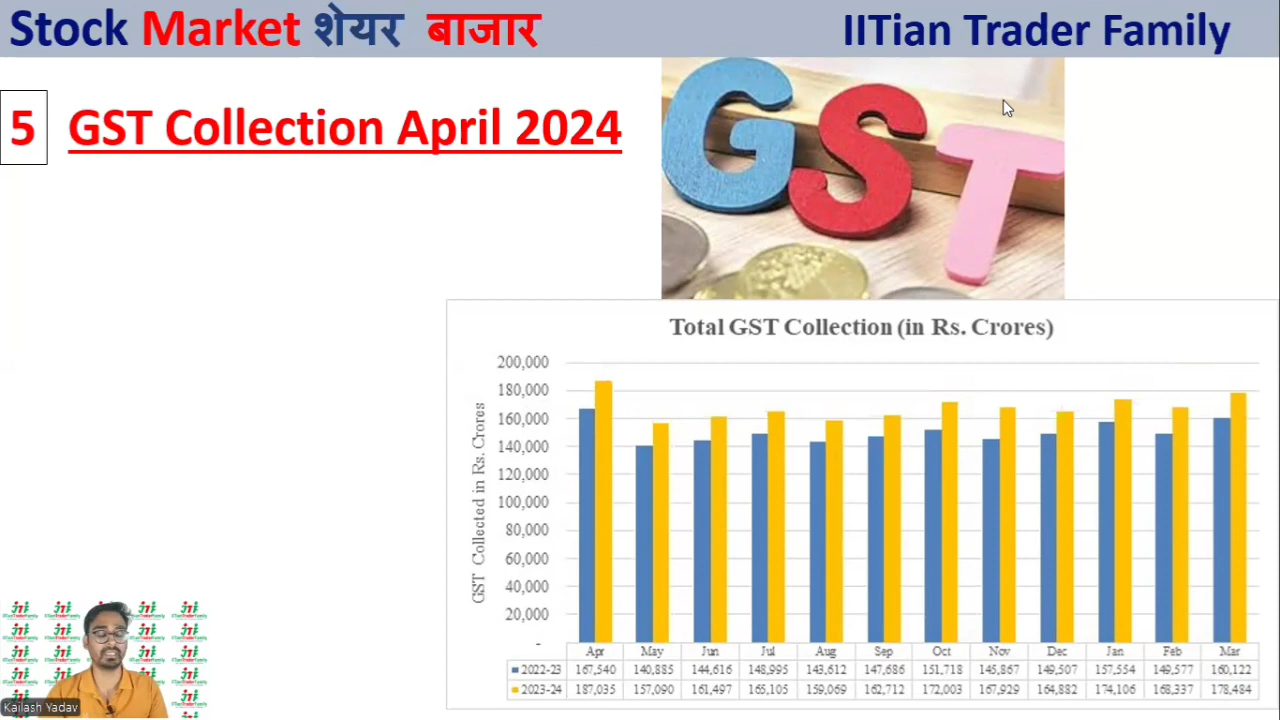 Stock Market शेयर बाजार
IITian Trader Family
5
GST Collection April 2024
GST
Total GST Collection (in Rs. Crores)
GST Collected in Rs. Crores
200,000
180,000
160,000
140,000
120,000
100,000
80,000
60,000
40,000
20,000
-
Apr May Jun Jul Aug Sep Oct Nov Dec Jan Feb Mar
2022-23 167,540 140,885 144,616 148,995 143,612 147,686 151,718 145,867 149,507 157,554 149,577 160,122
2023-24 187,035 157,090 161,497 165,105 159,069 162,712 172,003 167,929 164,882 174,106 168,337 178,484
Kailash Yadav